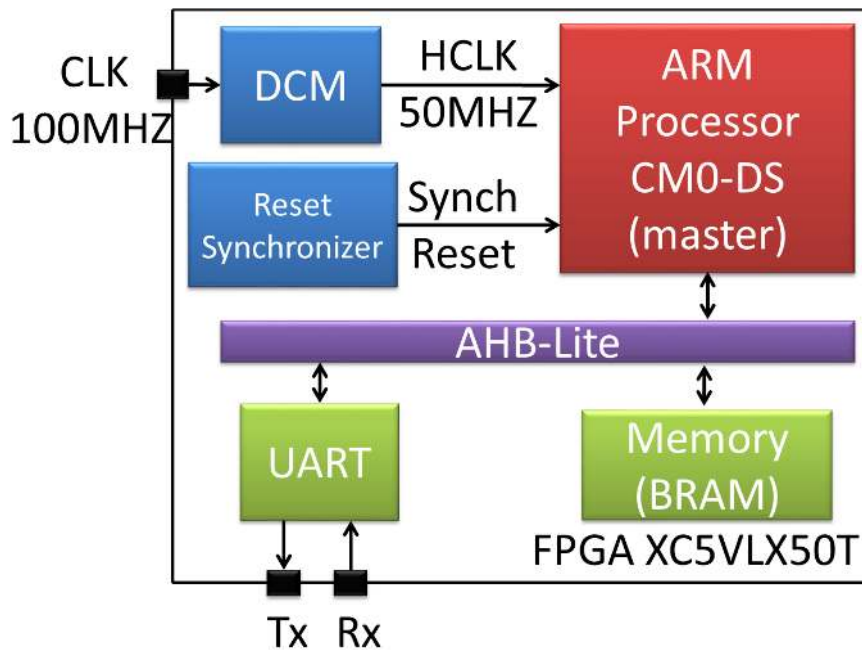 CLK
100MHZ
DCM
HCLK
50MHZ
ARM
Processor
CM0-DS
(master)
Reset
Synchronizer
Synch
Reset
AHB-Lite
UART
Memory
(BRAM)
FPGA XC5VLX50T
Tx
Rx